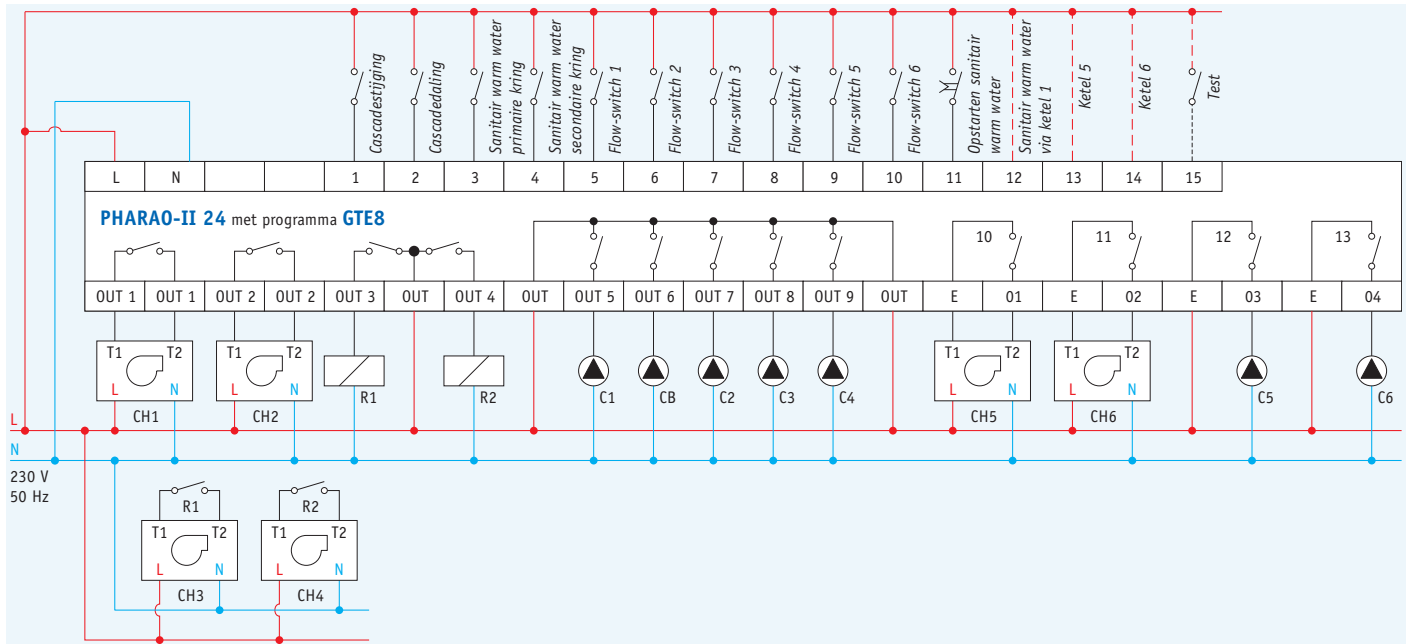 Cascadestijging
Cascadedaling
Sanitair warm water
primaire kring
Sanitair warm water
secondaire kring
Flow-switch 1
Flow-switch 2
Flow-switch 3
Flow-switch 4
Flow-switch 5
Flow-switch 6
Opstarten sanitair
warm water
Sanitair warm water
via ketel 1
Ketel 5
Ketel 6
Test
L N 1 2 3 4 5 6 7 8 9 10 11 12 13 14 15
PHARAO-II 24 met programma GTE8
10 11 12 13
OUT 1 OUT 1 OUT 2 OUT 2 OUT 3 OUT OUT 4 OUT OUT 5 OUT 6 OUT 7 OUT 8 OUT 9 OUT E 01 E 02 E 03 E 04
T1 T2 T1 T2 T1 T2 T1 T2
L N L N R1 R2 C1 CB C2 C3 C4 L N L N C5 C6
CH1 CH2 CH5 CH6
L
N
230 V
50 Hz
R1 R2
T1 T2 T1 T2
L N L N
CH3 CH4